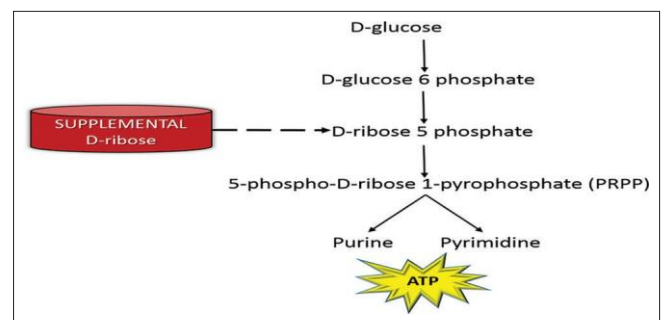 D-glucose
D-glucose 6 phosphate
SUPPLEMENTAL
D-ribose
D-ribose 5 phosphate
5-phospho-D-ribose 1-pyrophosphate (PRPP)
Purine
Pyrimidine
ATP